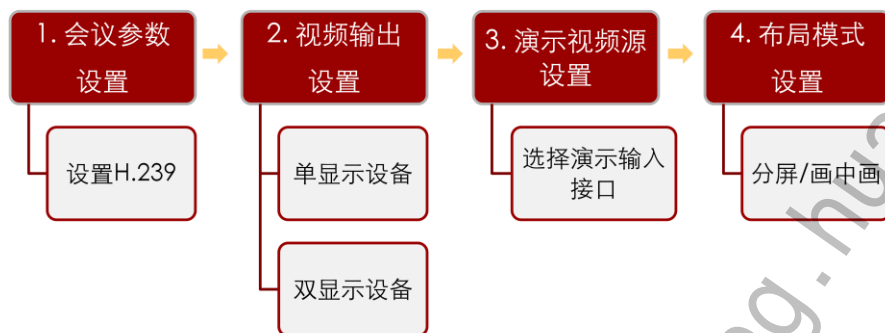 1. 会议参数
设置
2. 视频输出
设置
3. 演示视频源
设置
4. 布局模式
设置
设置H.239
单显示设备
选择演示输入
接口
分屏/画中画
双显示设备